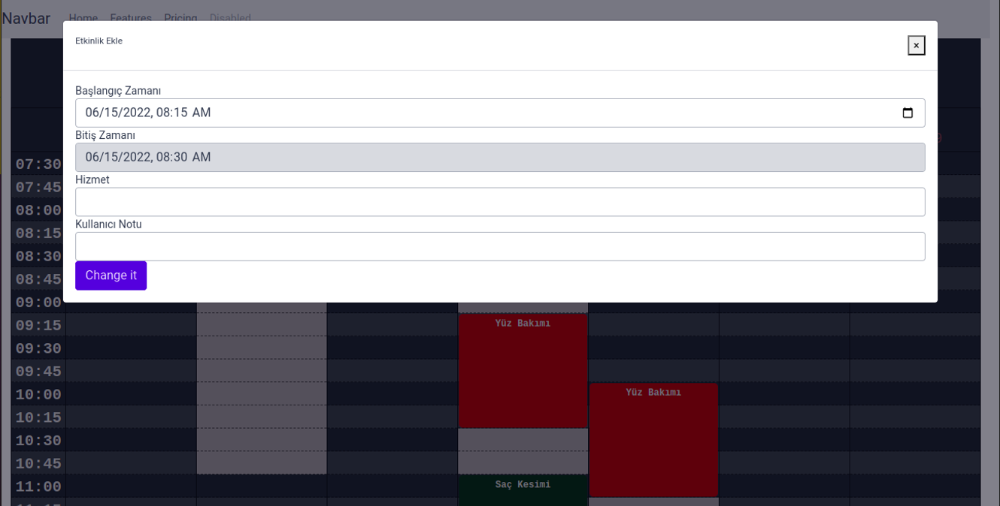 Navbar Home Features Pricing Disabled
Etkinlik Ekle
×
Başlangıç Zamanı
06/15/2022, 08:15 AM
Bitiş Zamanı
06/15/2022, 08:30 AM
Hizmet
Kullanıcı Notu
Change it
07:30
07:45
08:00
08:15
08:30
08:45
09:00
09:15
Yüz Bakımı
09:30
09:45
10:00
Yüz Bakımı
10:15
10:30
10:45
11:00
Saç Kesimi